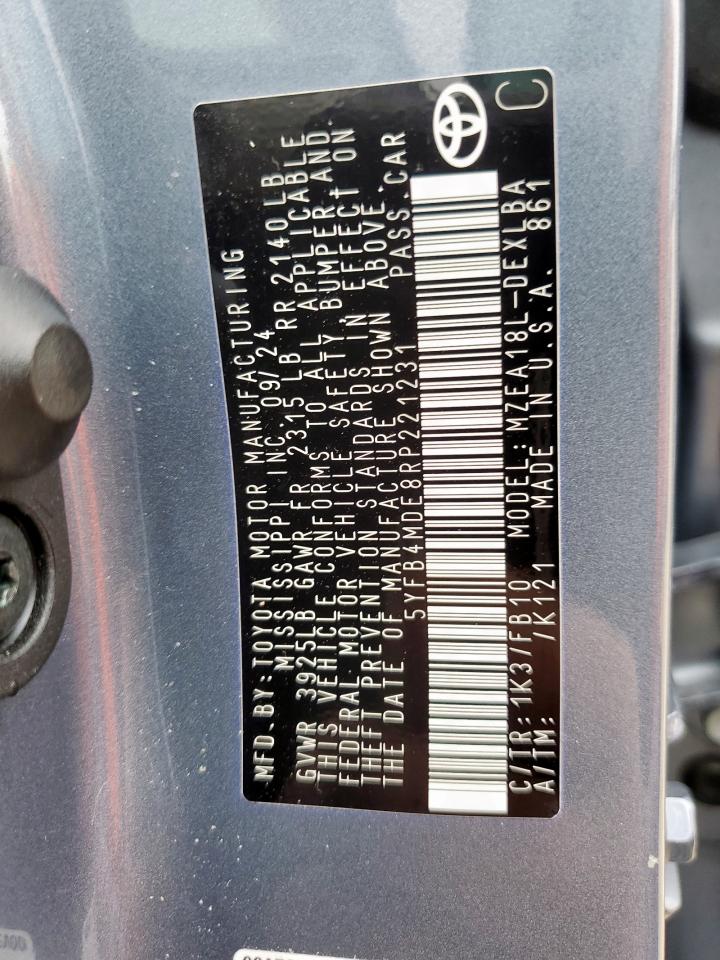 MFD. BY: TOYOTA MOTOR MANUFACTURING
MISSISSIPPI INC. 09/24
GVWR 3925LB GAWR FR 2315 LB RR 2140 LB
THIS VEHICLE CONFORMS TO ALL APPLICABLE
FEDERAL MOTOR VEHICLE SAFETY, BUMPER, AND
THEFT PREVENTION STANDARDS IN EFFECT ON
THE DATE OF MANUFACTURE SHOWN ABOVE.
5YFB4MDE8RP221231 PASS. CAR
C/TR: 1K3/FB10 MODEL: MZEA18L-DEXLBA
A/TM: /K121 MADE IN U.S.A. 861
C